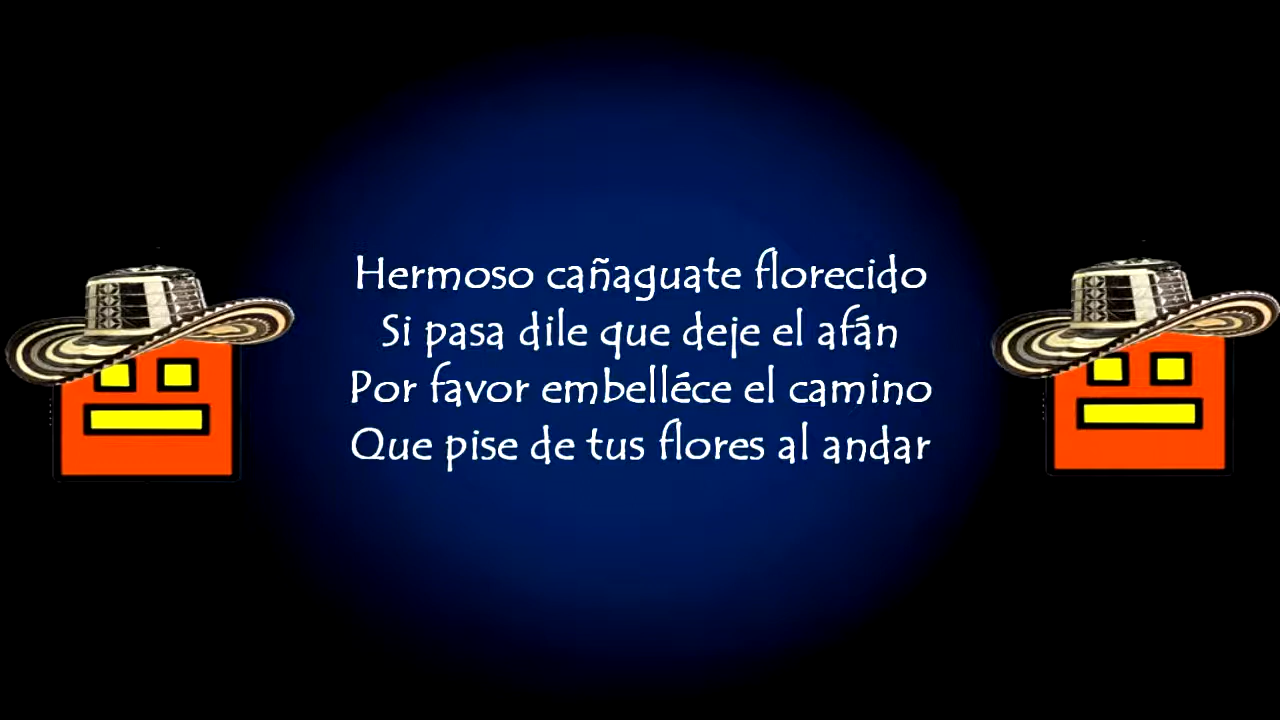 Hermoso cañaguate florecido
Si pasa dile que deje el afán
Por favor embelléce el camino
Que pise de tus flores al andar